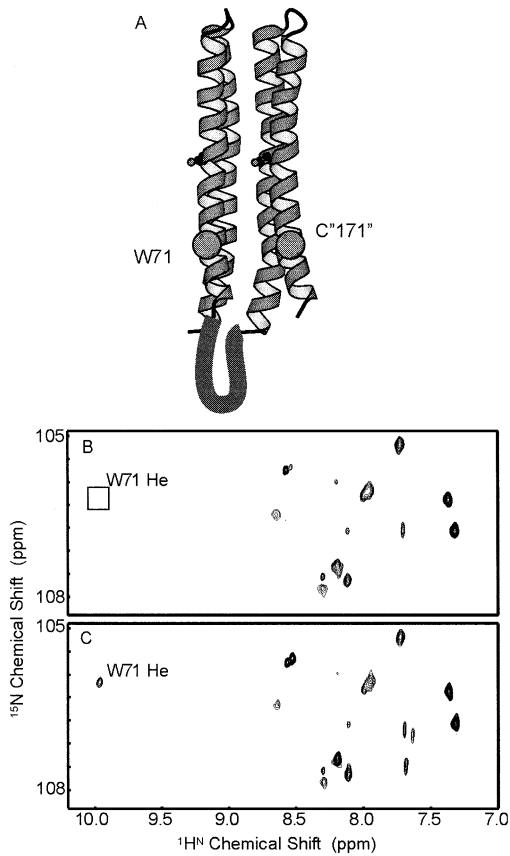 A
W71
C"171"
B
105
W71 He
108
C
105
W71 He
108
15N Chemical Shift (ppm)
10.0 9.5 9.0 8.5 8.0 7.5 7.0
1HN Chemical Shift (ppm)